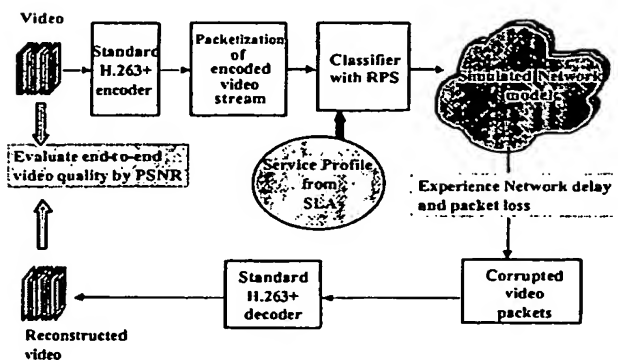 Video
Standard
H.263+
encoder
Packetization
of
encoded
video
stream
Classifier
with RPS
Simulated Network
model
Service Profile
from
SLA
Evaluate end-to-end
video quality by PSNR
Experience Network delay
and packet loss
Corrupted
video
packets
Standard
H.263+
decoder
Reconstructed
video